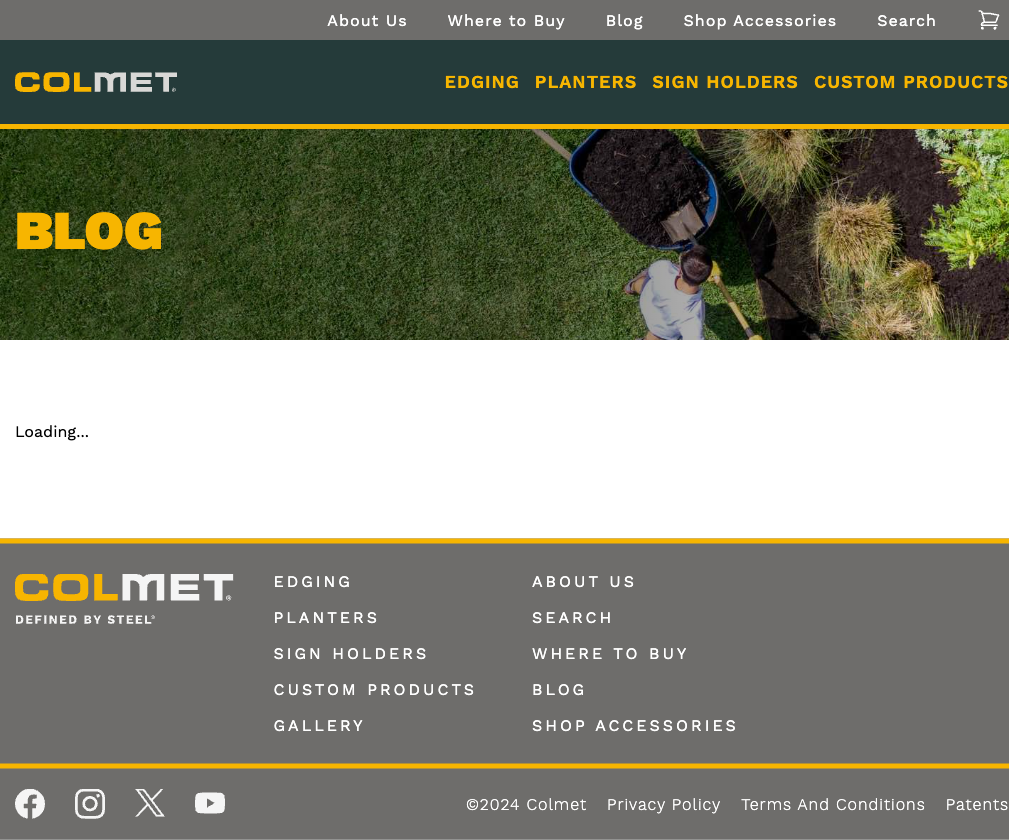 About Us Where to Buy Blog Shop Accessories Search
COLMET®
EDGING PLANTERS SIGN HOLDERS CUSTOM PRODUCTS
BLOG
Loading...
COLMET®
DEFINED BY STEEL®
EDGING
PLANTERS
SIGN HOLDERS
CUSTOM PRODUCTS
GALLERY
ABOUT US
SEARCH
WHERE TO BUY
BLOG
SHOP ACCESSORIES
©2024 Colmet Privacy Policy Terms And Conditions Patents